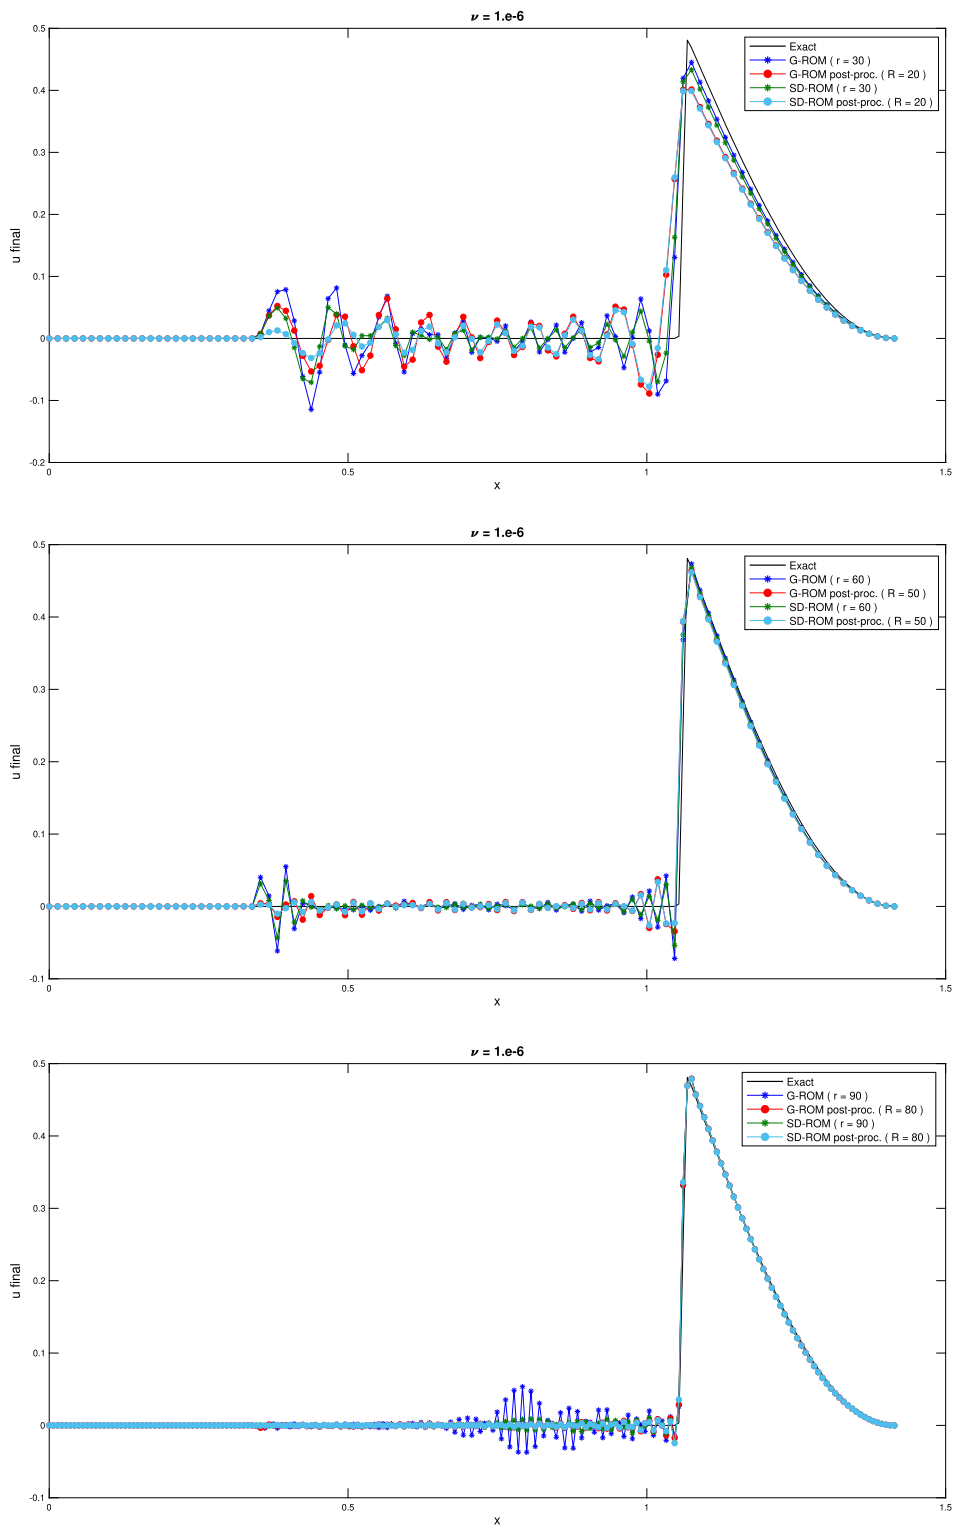 ν = 1.e-6
0.5
0.4
0.3
0.2
0.1
0
-0.1
-0.2
u final
0
0.5
1
1.5
x
Exact
G-ROM ( r = 30 )
G-ROM post-proc. ( R = 20 )
SD-ROM ( r = 30 )
SD-ROM post-proc. ( R = 20 )
ν = 1.e-6
0.5
0.4
0.3
0.2
0.1
0
-0.1
u final
0
0.5
1
1.5
x
Exact
G-ROM ( r = 60 )
G-ROM post-proc. ( R = 50 )
SD-ROM ( r = 60 )
SD-ROM post-proc. ( R = 50 )
ν = 1.e-6
0.5
0.4
0.3
0.2
0.1
0
-0.1
u final
0
0.5
1
1.5
x
Exact
G-ROM ( r = 90 )
G-ROM post-proc. ( R = 80 )
SD-ROM ( r = 90 )
SD-ROM post-proc. ( R = 80 )